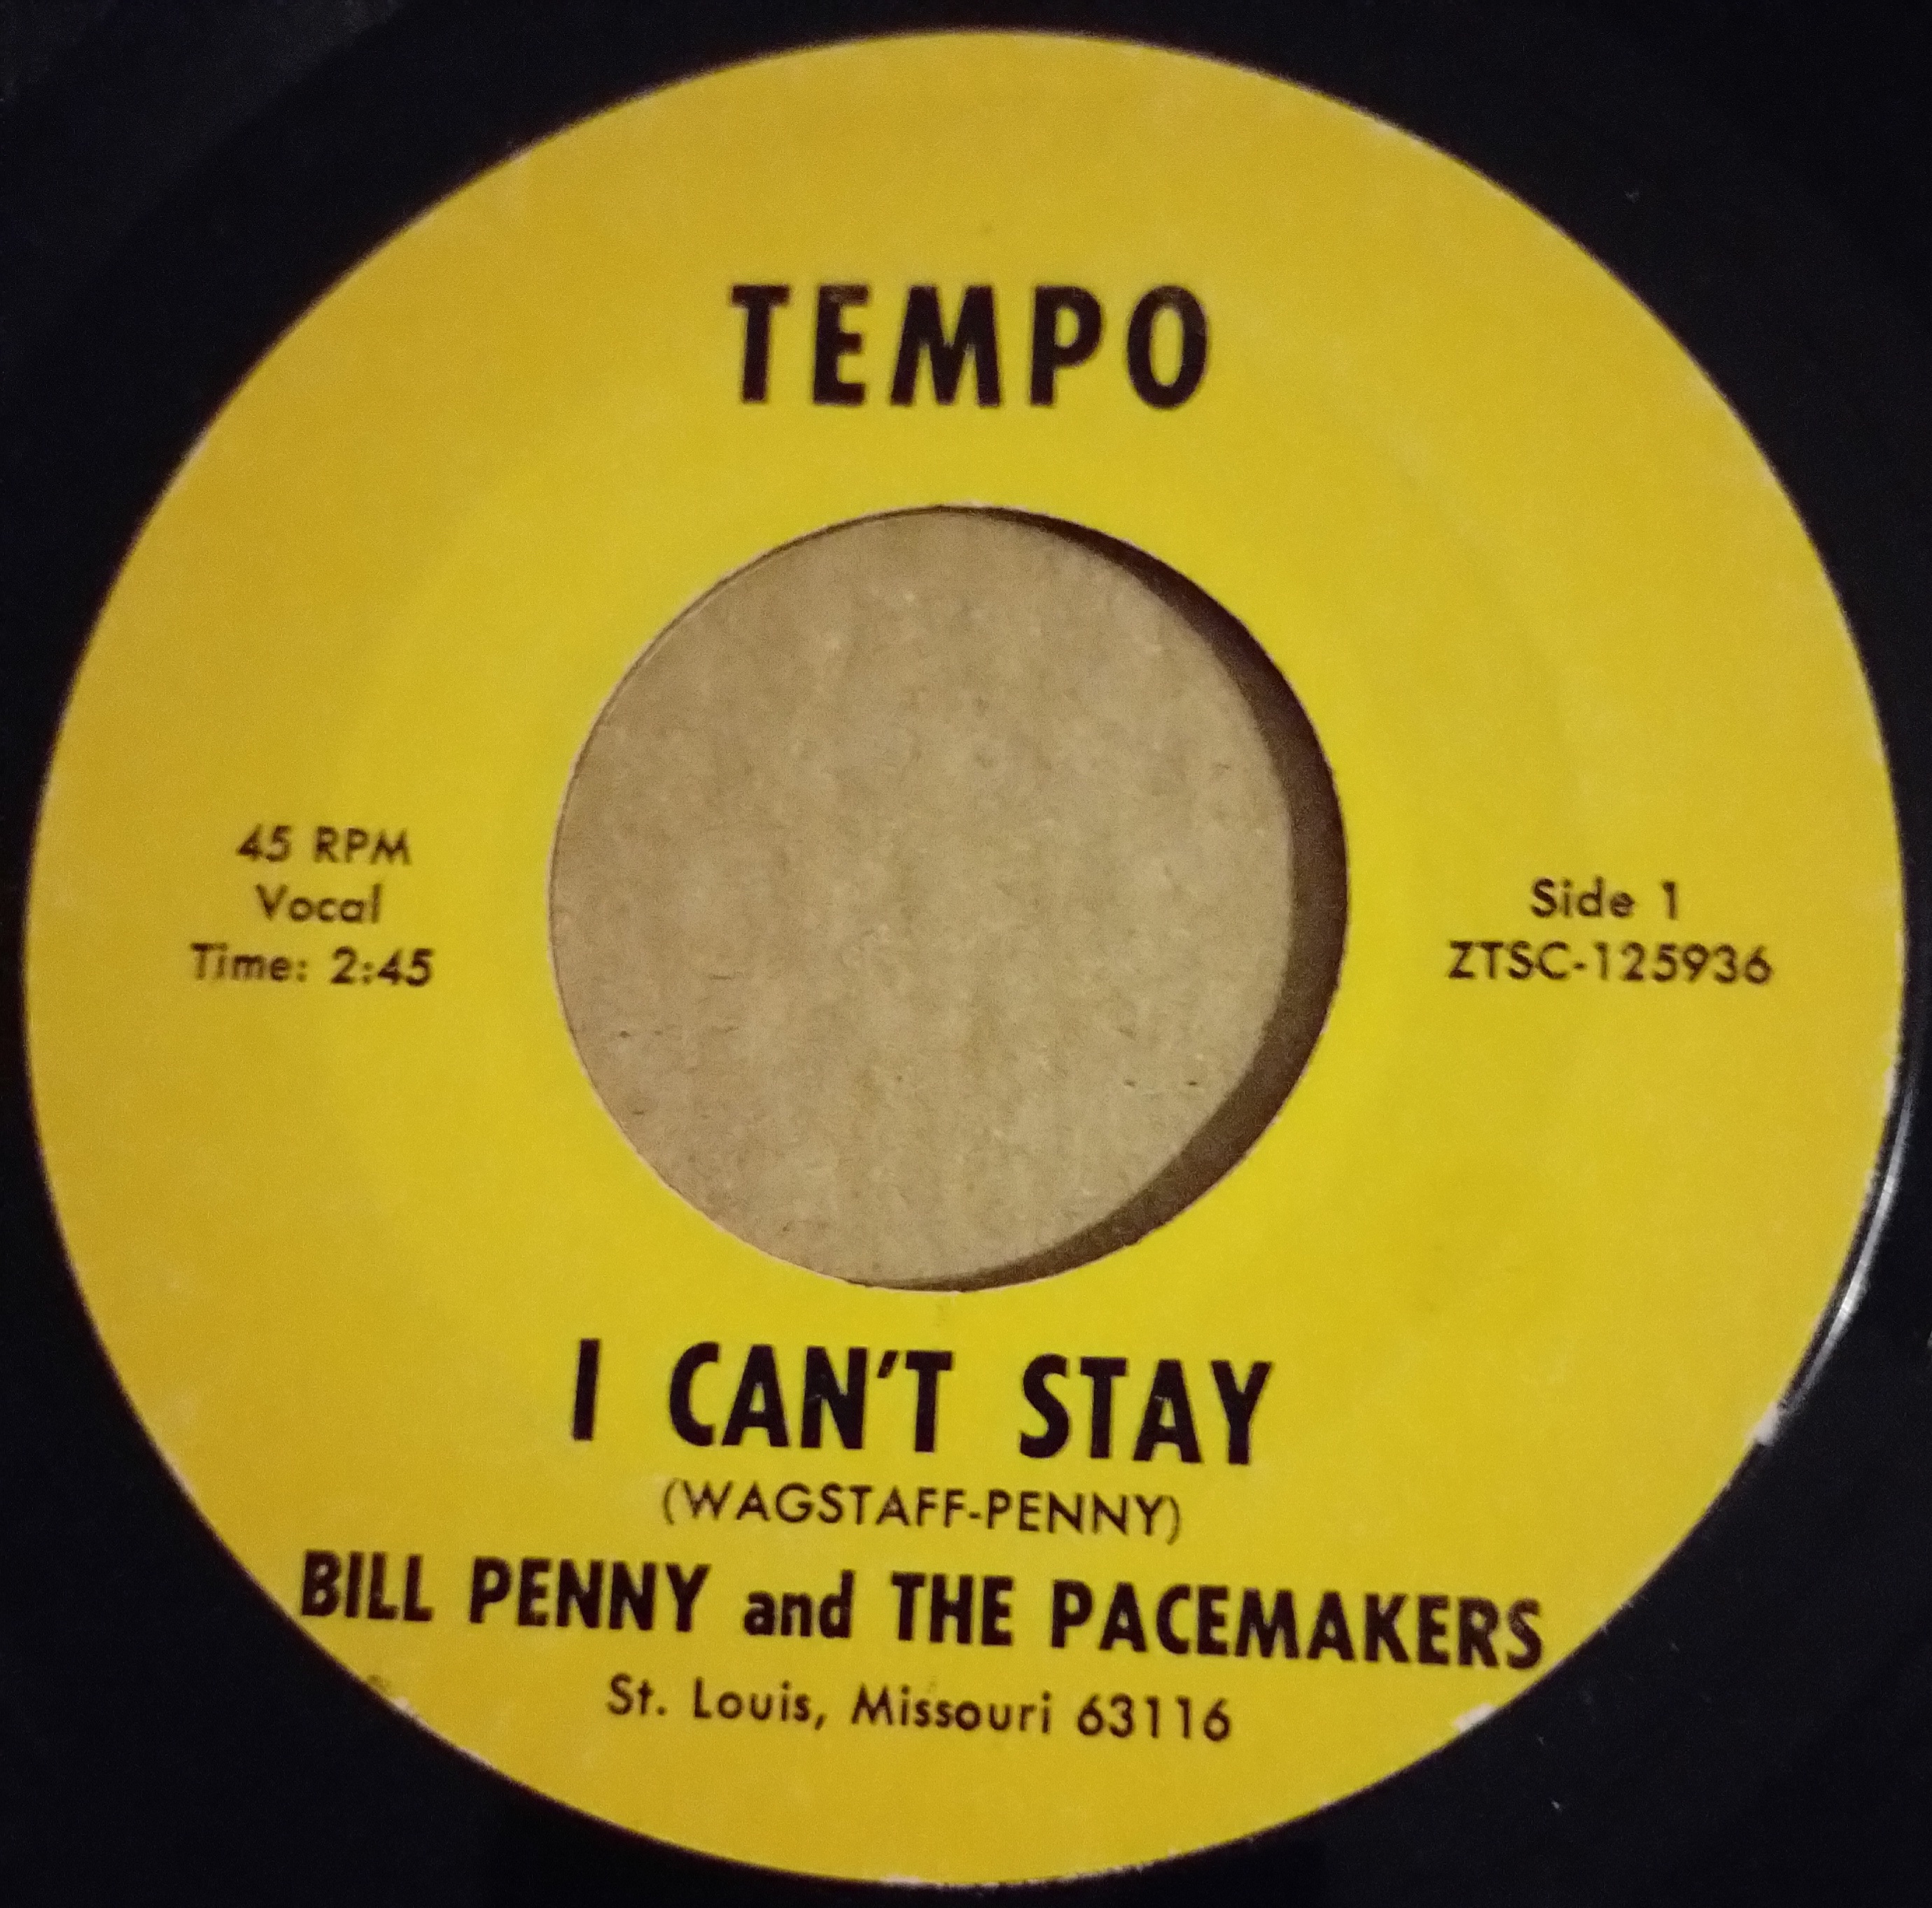 TEMPO
45 RPM
Vocal
Time: 2:45
Side 1
ZTSC-125936
I CAN'T STAY
(WAGSTAFF-PENNY)
BILL PENNY and THE PACEMAKERS
St. Louis, Missouri 63116